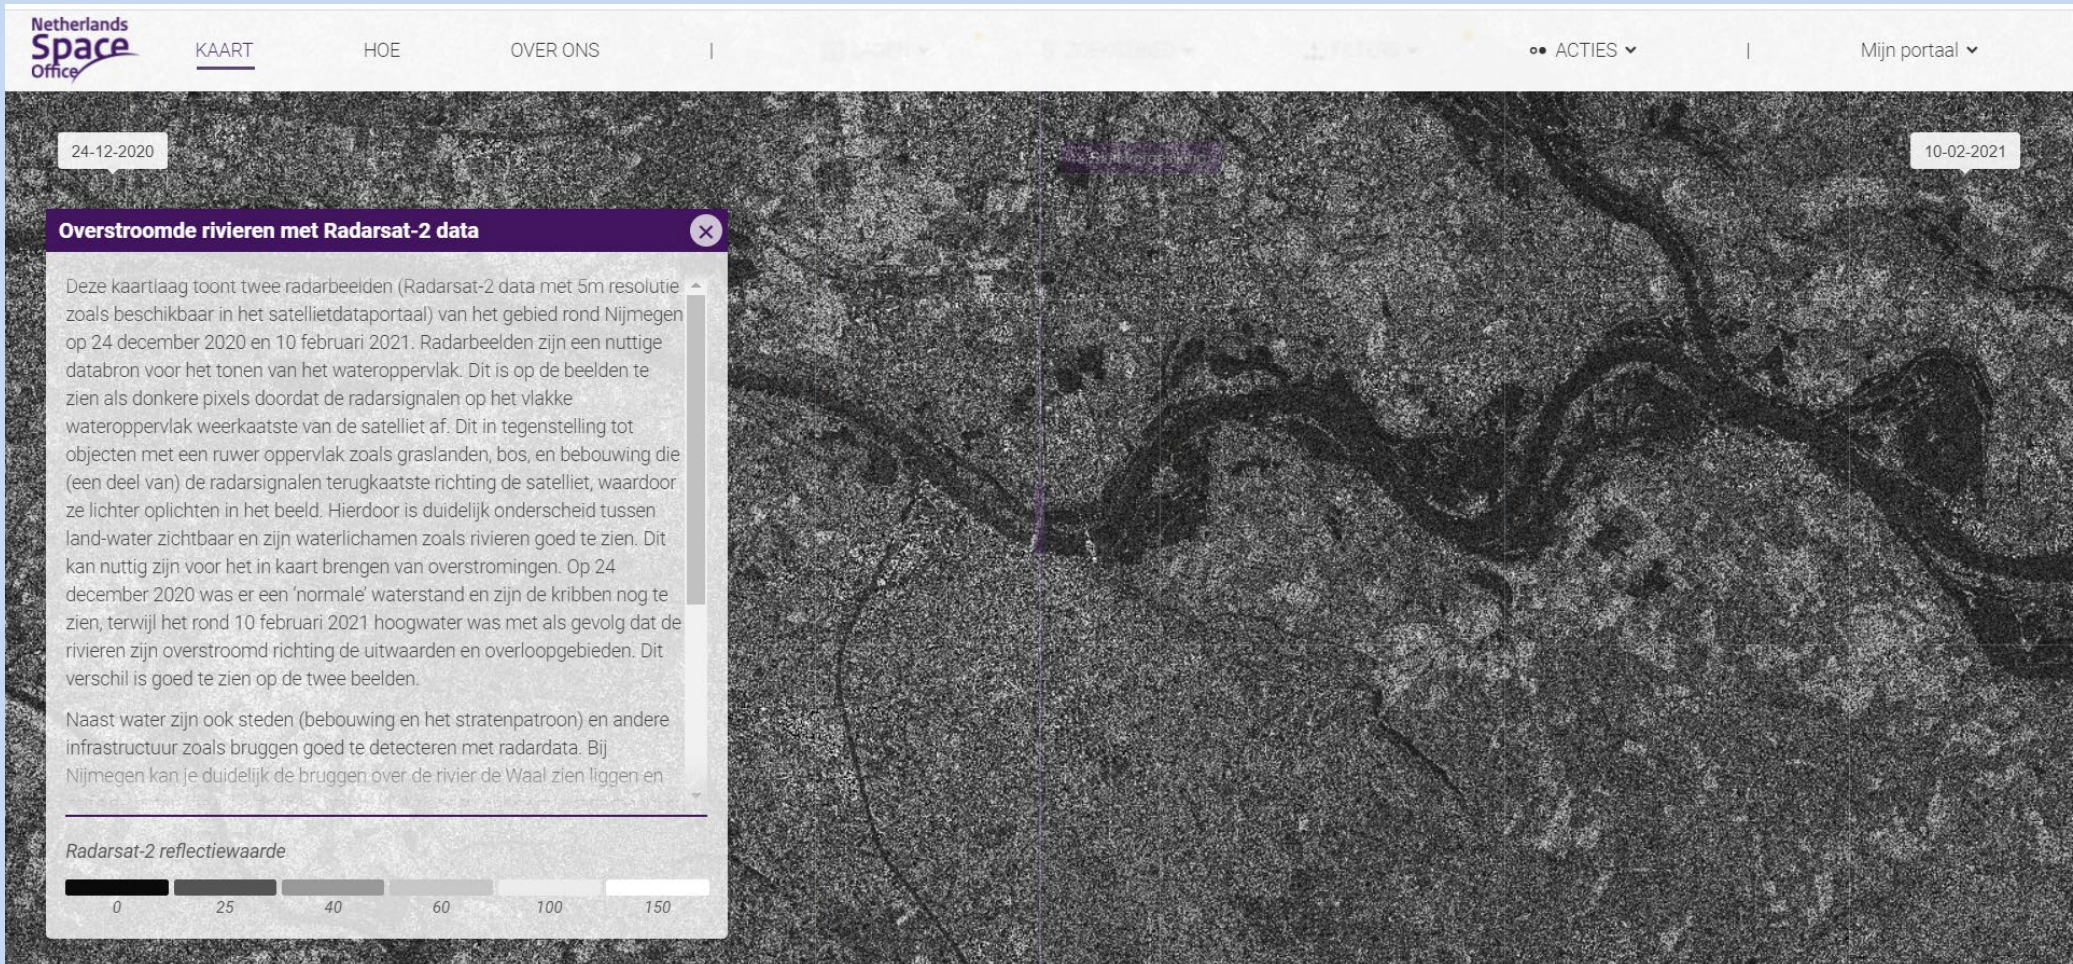 Netherlands
Space
Office
KAART
HOE
OVER ONS
|
ACTIES
|
Mijn portaal
24-12-2020
10-02-2021
Overstroomde rivieren met Radarsat-2 data
Deze kaartlaag toont twee radarbeelden (Radarsat-2 data met 5m resolutie
zoals beschikbaar in het satellietdataportaal) van het gebied rond Nijmegen
op 24 december 2020 en 10 februari 2021. Radarbeelden zijn een nuttige
databron voor het tonen van het wateroppervlak. Dit is op de beelden te
zien als donkere pixels doordat de radarsignalen op het vlakke
wateroppervlak weerkaatste van de satelliet af. Dit in tegenstelling tot
objecten met een ruwer oppervlak zoals graslanden, bos, en bebouwing die
(een deel van) de radarsignalen terugkaatste richting de satelliet, waardoor
ze lichter oplichten in het beeld. Hierdoor is duidelijk onderscheid tussen
land-water zichtbaar en zijn waterlichamen zoals rivieren goed te zien. Dit
kan nuttig zijn voor het in kaart brengen van overstromingen. Op 24
december 2020 was er een ‘normale’ waterstand en zijn de kribben nog te
zien, terwijl het rond 10 februari 2021 hoogwater was met als gevolg dat de
rivieren zijn overstroomd richting de uitwaarden en overloopgebieden. Dit
verschil is goed te zien op de twee beelden.
Naast water zijn ook steden (bebouwing en het stratenpatroon) en andere
infrastructuur zoals bruggen goed te detecteren met radardata. Bij
Nijmegen kan je duidelijk de bruggen over de rivier de Waal zien liggen en
Radarsat-2 reflectiewaarde
0 25 40 60 100 150